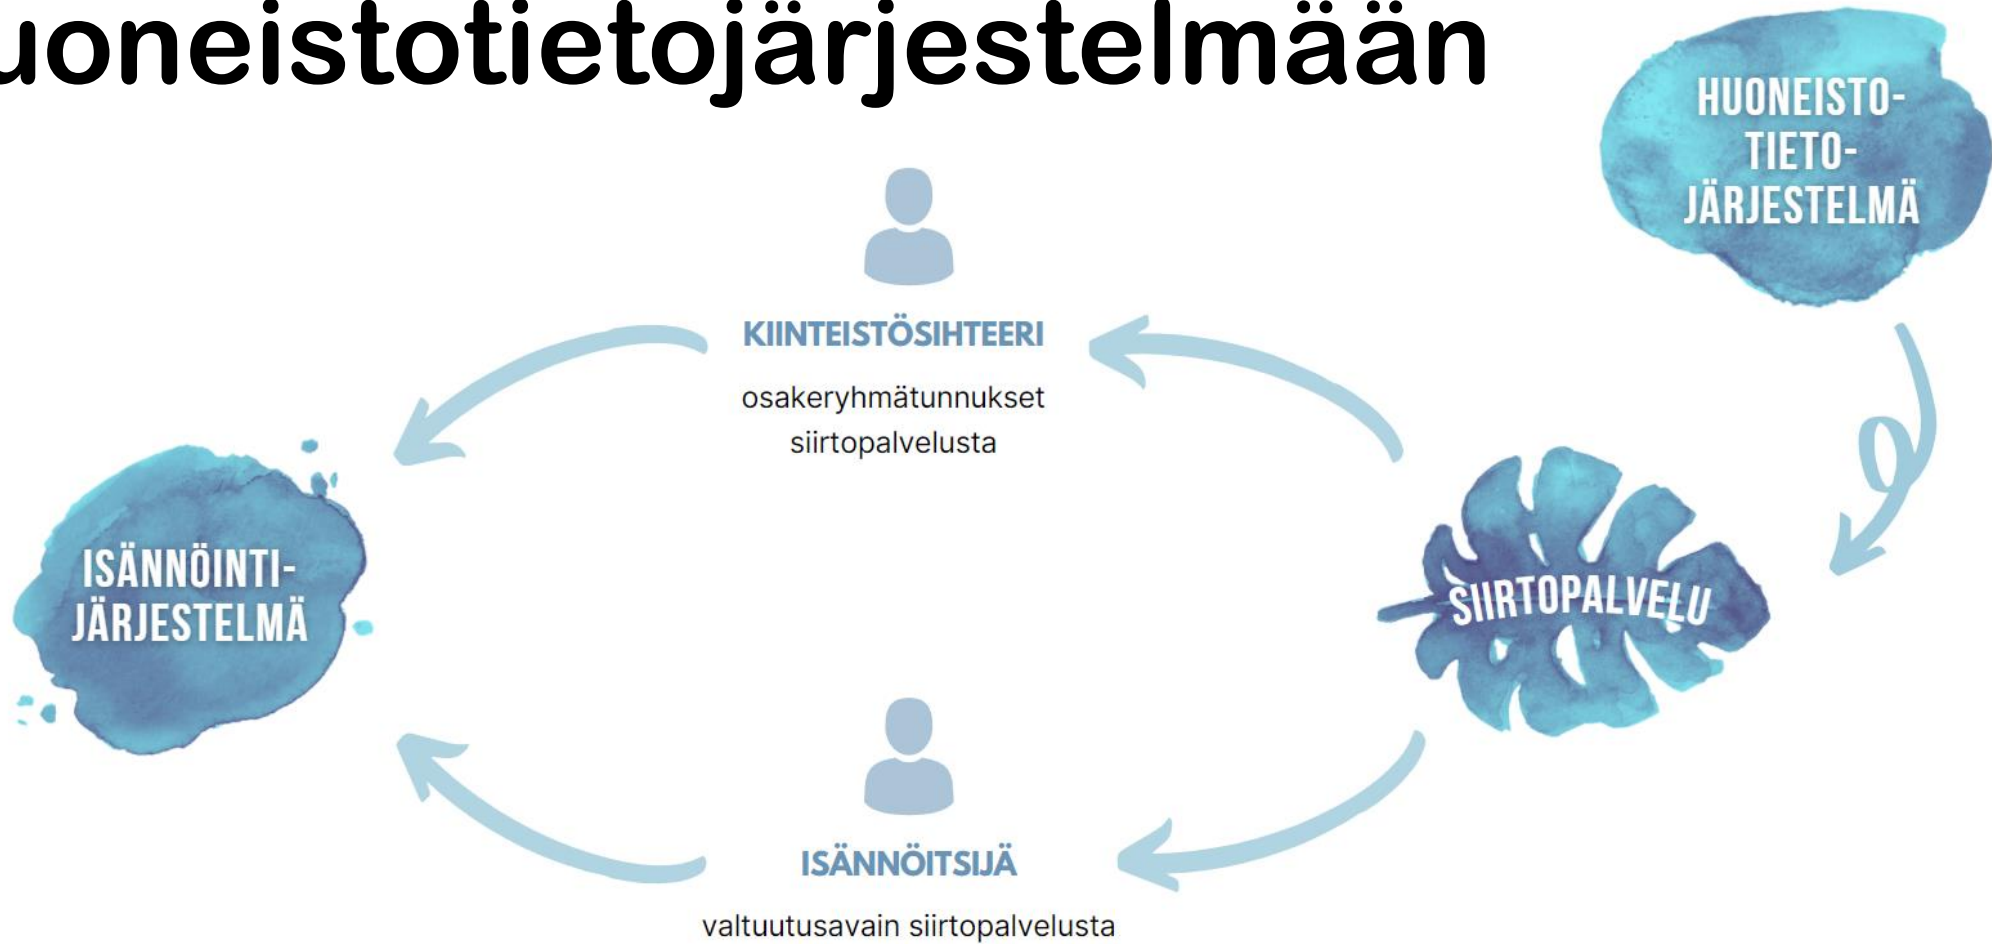 uoneistotietojärjestelmään
HUONEISTO-
TIETO-
JÄRJESTELMÄ
KIINTEISTÖSIHTEERI
osakeryhmätunnukset
siirtopalvelusta
ISÄNNÖINTI-
JÄRJESTELMÄ
SIIRTOPALVELU
ISÄNNÖITSIJÄ
valtuutusavain siirtopalvelusta